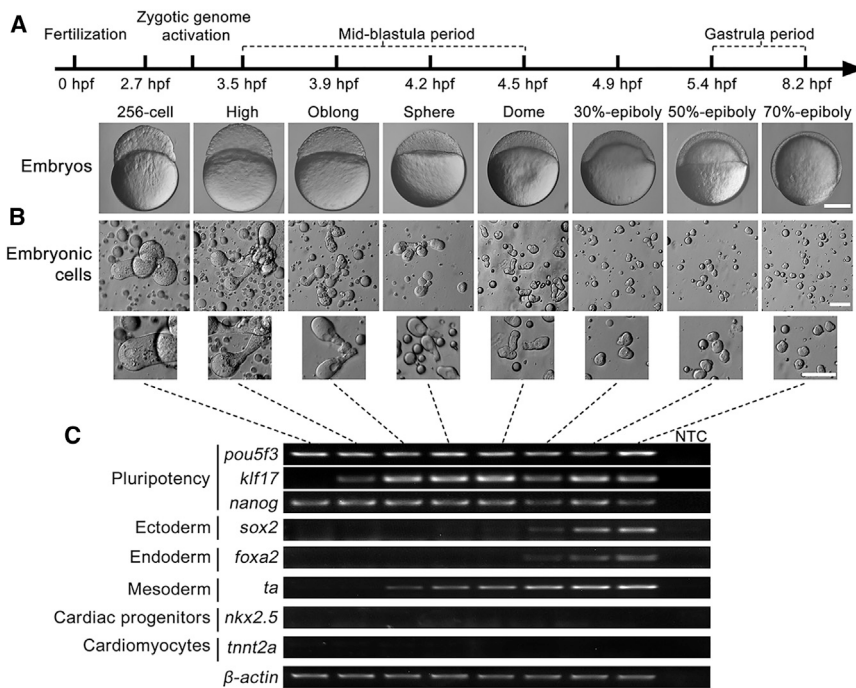 A
Fertilization
Zygotic genome
activation
Mid-blastula period
Gastrula period
0 hpf 2.7 hpf 3.5 hpf 3.9 hpf 4.2 hpf 4.5 hpf 4.9 hpf 5.4 hpf 8.2 hpf
256-cell High Oblong Sphere Dome 30%-epiboly 50%-epiboly 70%-epiboly
Embryos
B
Embryonic
cells
C
NTC
Pluripotency
pou5f3
klf17
nanog
Ectoderm sox2
Endoderm foxa2
Mesoderm ta
Cardiac progenitors nkx2.5
Cardiomyocytes tnnt2a
β-actin